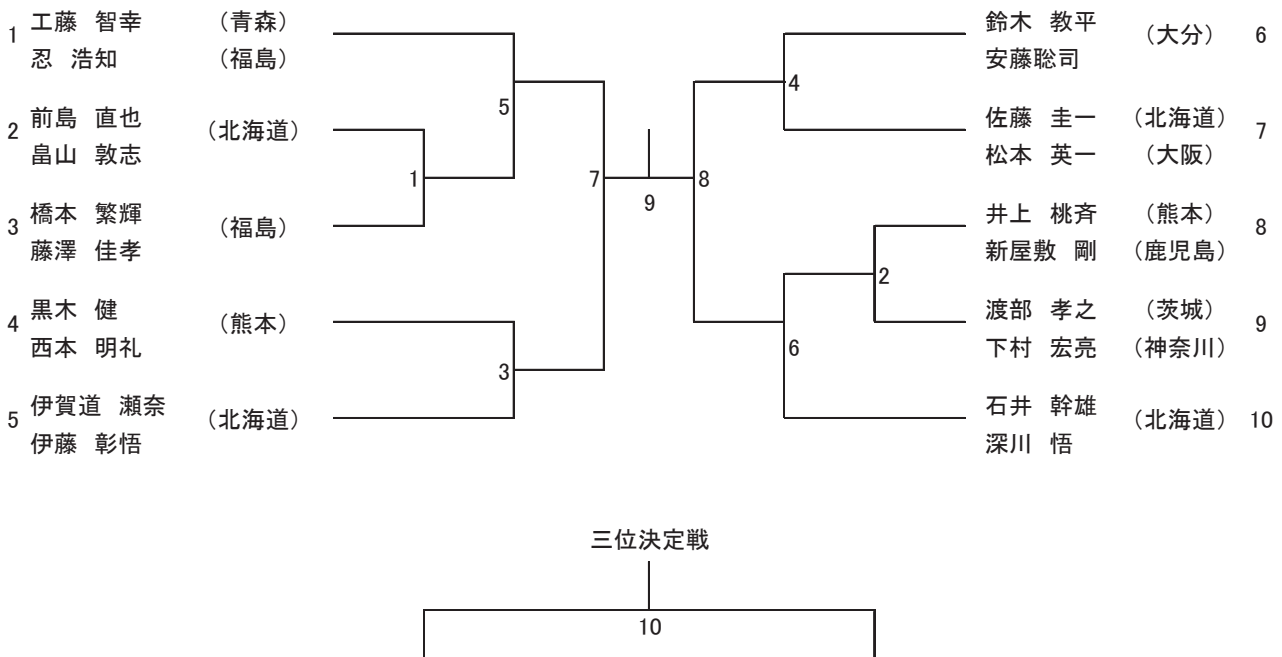 1 工藤 智幸 （青森）
忍 浩知 （福島）
2 前島 直也 （北海道）
畠山 敦志
3 橋本 繁輝 （福島）
藤澤 佳孝
4 黒木 健 （熊本）
西本 明礼
5 伊賀道 瀬奈 （北海道）
伊藤 彰悟
5
1
3
7
9
8
4
2
6
鈴木 教平 （大分） 6
安藤聡司
佐藤 圭一 （北海道） 7
松本 英一 （大阪）
井上 桃斉 （熊本） 8
新屋敷 剛 （鹿児島）
渡部 孝之 （茨城） 9
下村 宏亮 （神奈川）
石井 幹雄 （北海道） 10
深川 悟
三位決定戦
10